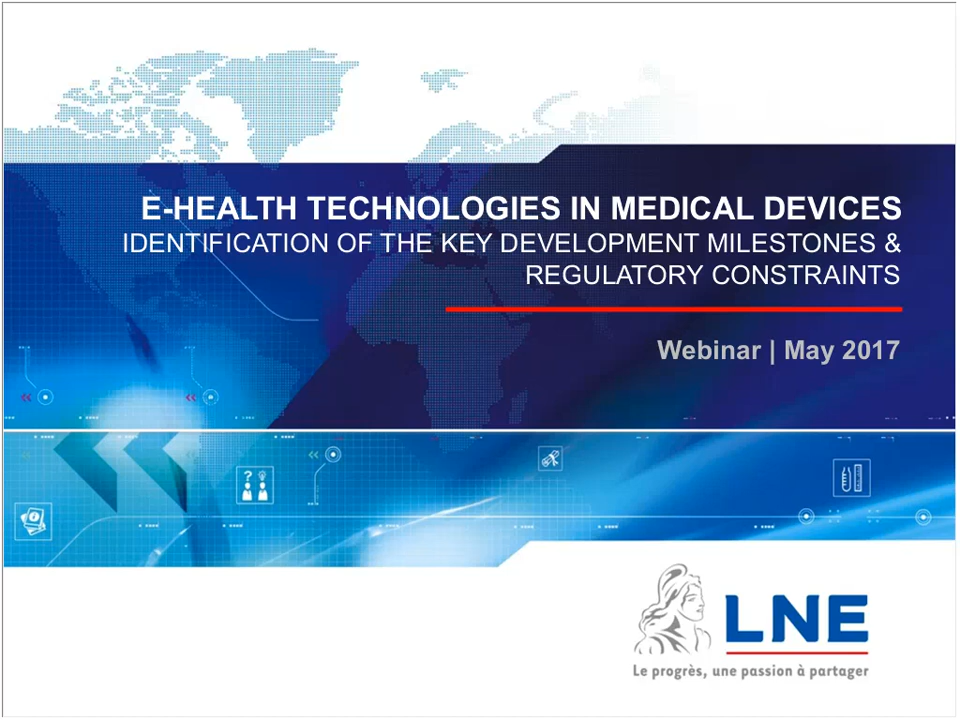 E-HEALTH TECHNOLOGIES IN MEDICAL DEVICES
IDENTIFICATION OF THE KEY DEVELOPMENT MILESTONES &
REGULATORY CONSTRAINTS
Webinar | May 2017
LNE
Le progrès, une passion à partager